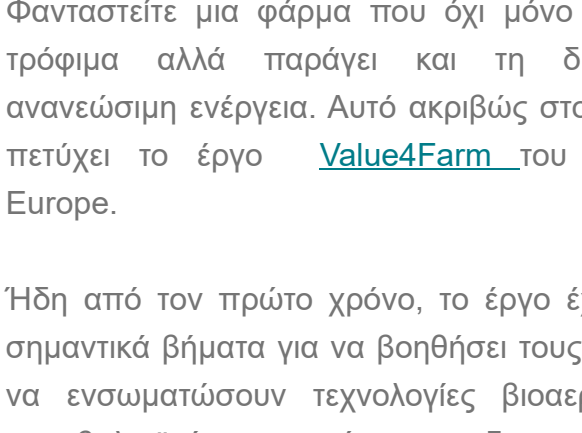 Φανταστείτε μια φάρμα που όχι μόνο
τρόφιμα αλλά παράγει και τη
ανανεώσιμη ενέργεια. Αυτό ακριβώς
πετύχει το έργο Value4Farm του
Europe.
Ήδη από τον πρώτο χρόνο, το έργο
σημαντικά βήματα για να βοηθήσει τους
να ενσωματώσουν τεχνολογίες